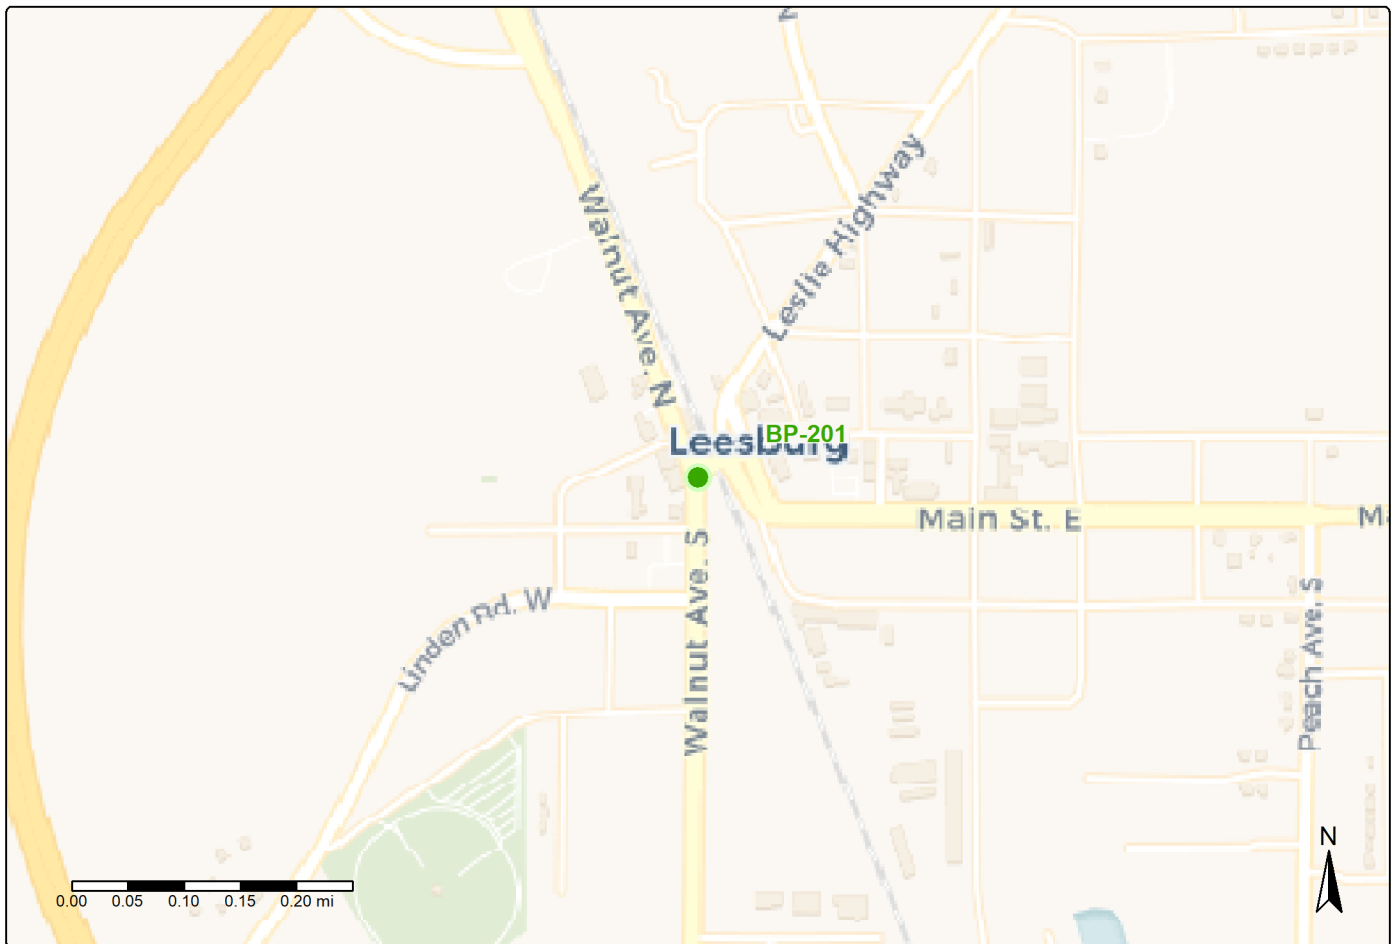 Leslie Highway
Walnut Ave. N
BP-201
Leesburg
Main St. E
Walnut Ave. S
Linden Rd. W
Peach Ave. S
N
0.00 0.05 0.10 0.15 0.20 mi